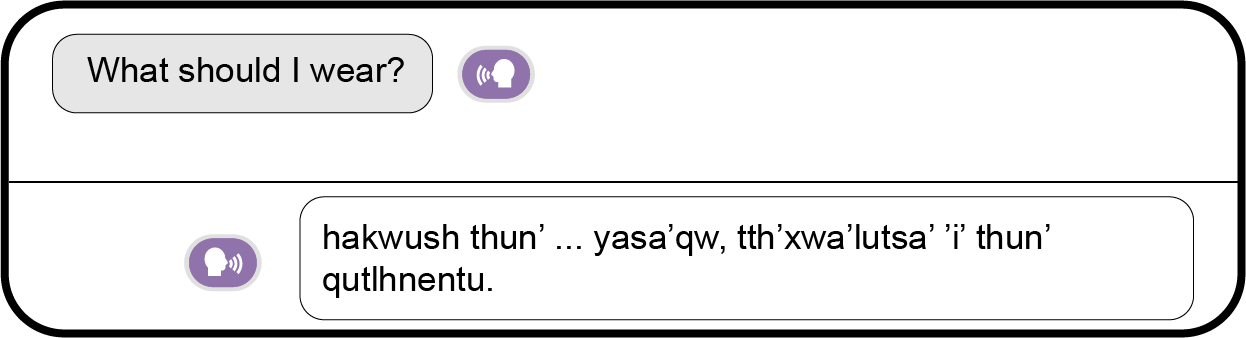 What should I wear?
hakwush thun’ ... yasa’qw, tth’xwa’lutsa’ ’i’ thun’
qutlhnentu.